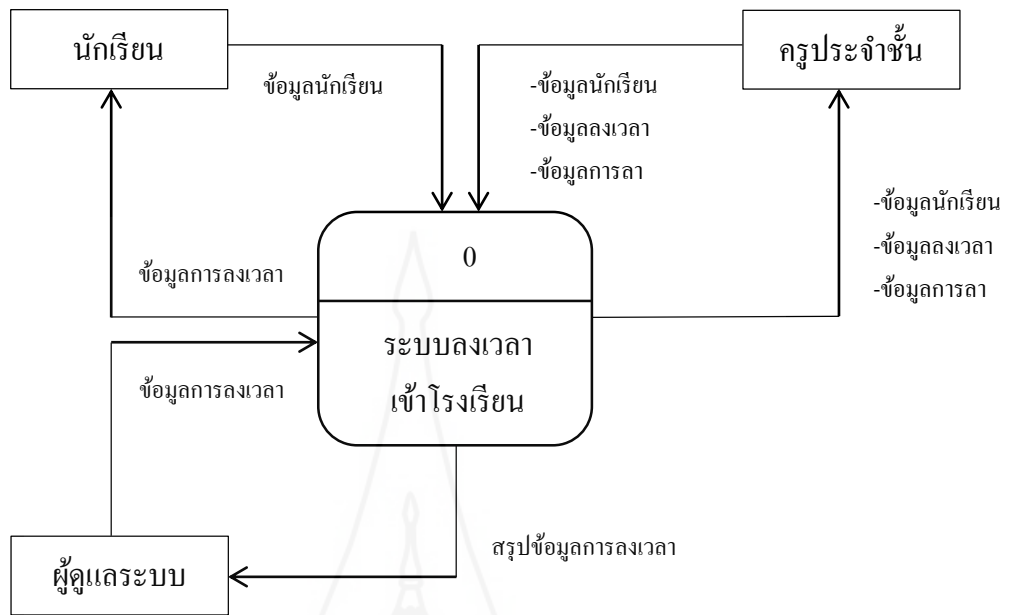 นักเรียน
ครูประจำชั้น
ข้อมูลนักเรียน
-ข้อมูลนักเรียน
-ข้อมูลลงเวลา
-ข้อมูลการลา
-ข้อมูลนักเรียน
-ข้อมูลลงเวลา
-ข้อมูลการลา
0
ข้อมูลการลงเวลา
ระบบลงเวลา
เข้าโรงเรียน
ข้อมูลการลงเวลา
สรุปข้อมูลการลงเวลา
ผู้ดูแลระบบ